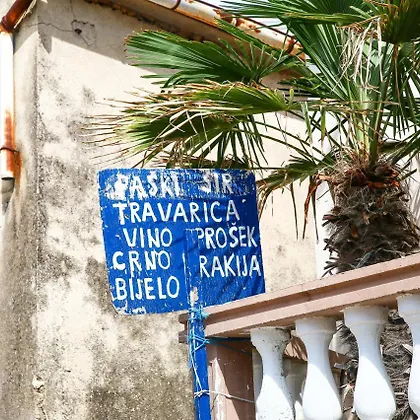 PAŠKI SIR
TRAVARICA
VINO PROŠEK
CRNO RAKIJA
BIJELO